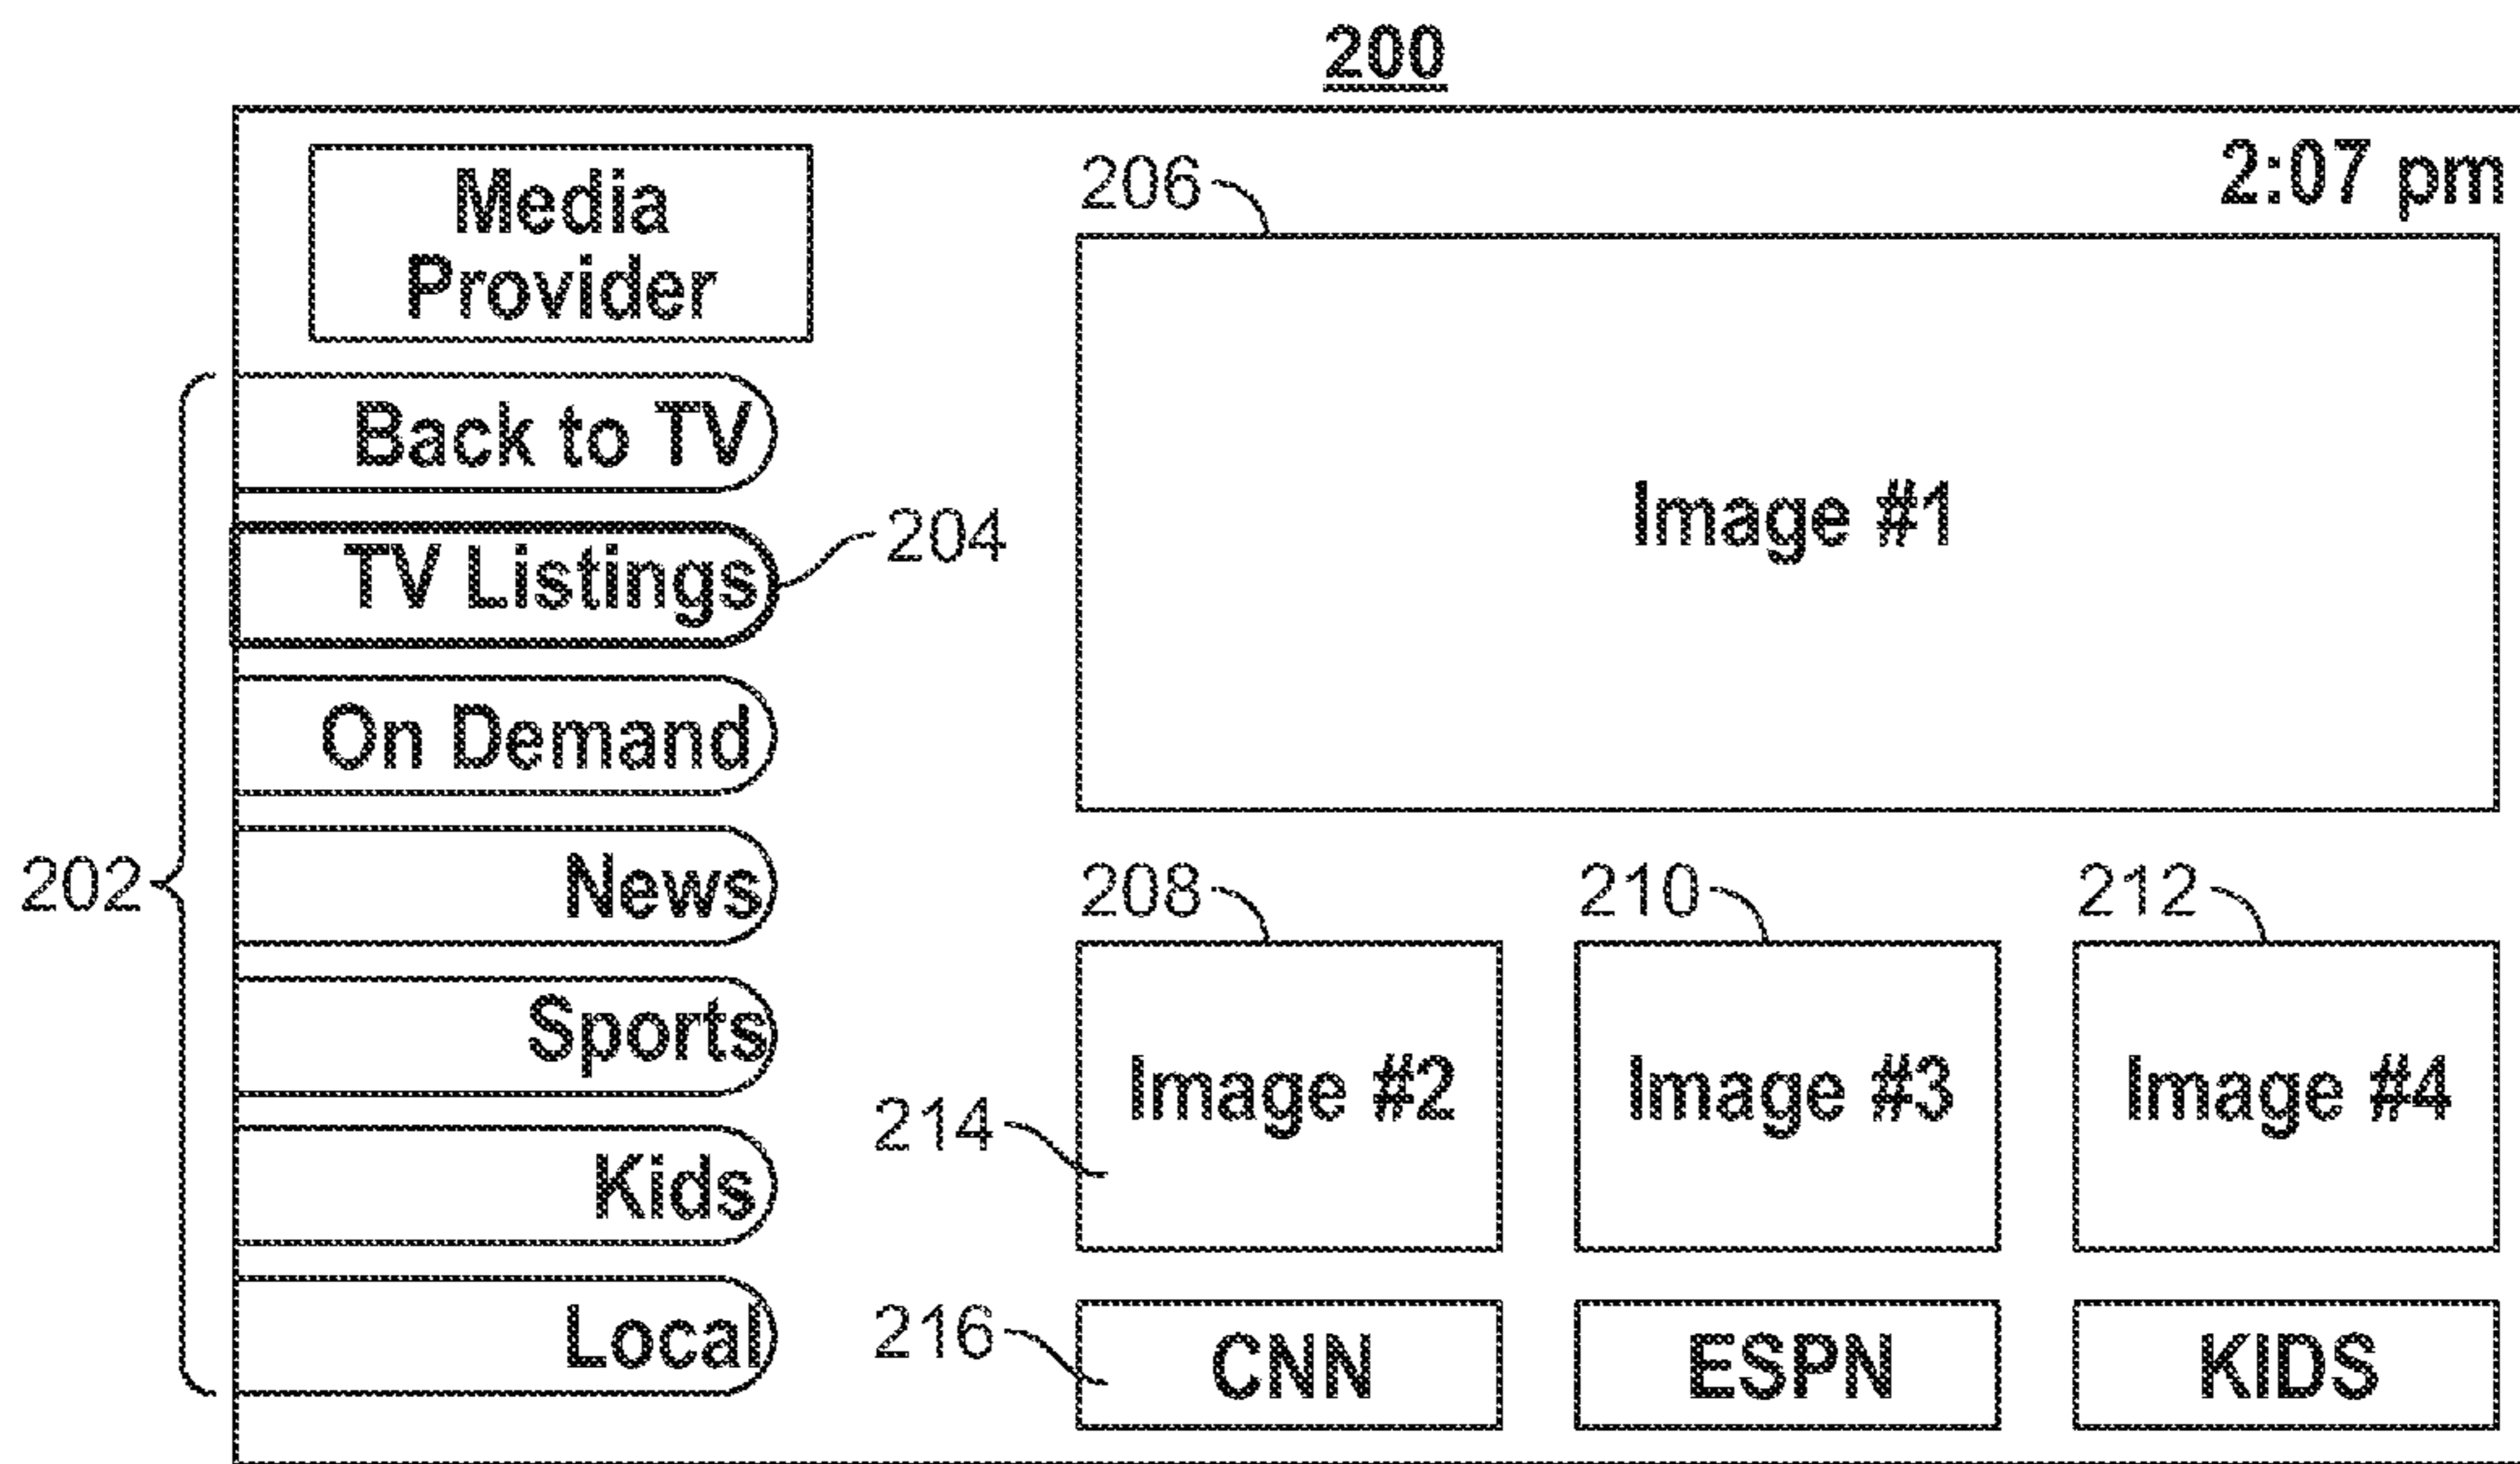 200
Media
Provider
2:07 pm
206
Image #1
202
Back to TV
TV Listings
204
On Demand
News
Sports
Kids
Local
208
210
212
Image #2
Image #3
Image #4
214
216
CNN
ESPN
KIDS